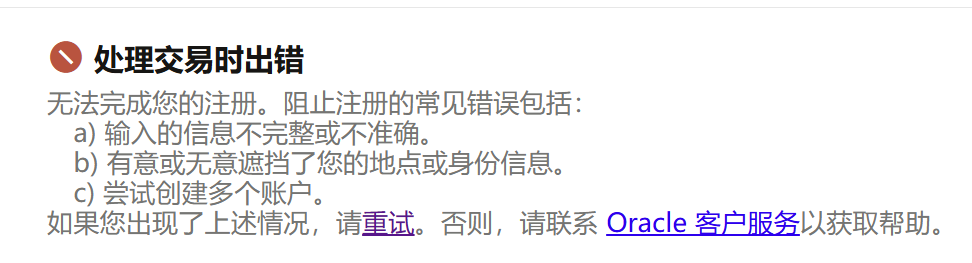 处理交易时出错
无法完成您的注册。阻止注册的常见错误包括：
a) 输入的信息不完整或不准确。
b) 有意或无意遮挡了您的地点或身份信息。
c) 尝试创建多个账户。
如果您出现了上述情况，请重试。否则，请联系 Oracle 客户服务以获取帮助。